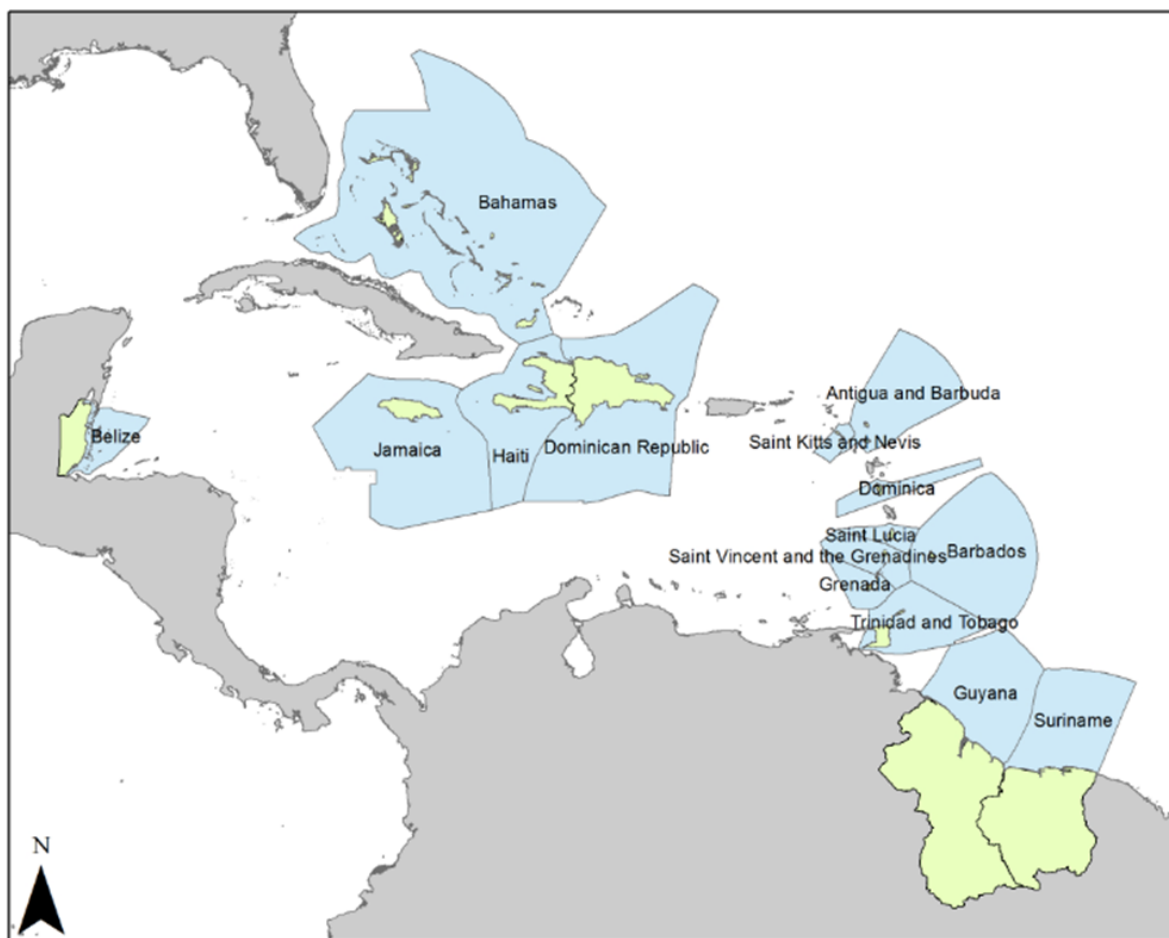 Bahamas
Antigua and Barbuda
Belize
Saint Kitts and Nevis
Jamaica
Haiti
Dominican Republic
Dominica
Saint Lucia
Saint Vincent and the Grenadines
Barbados
Grenada
Trinidad and Tobago
Guyana
Suriname
N